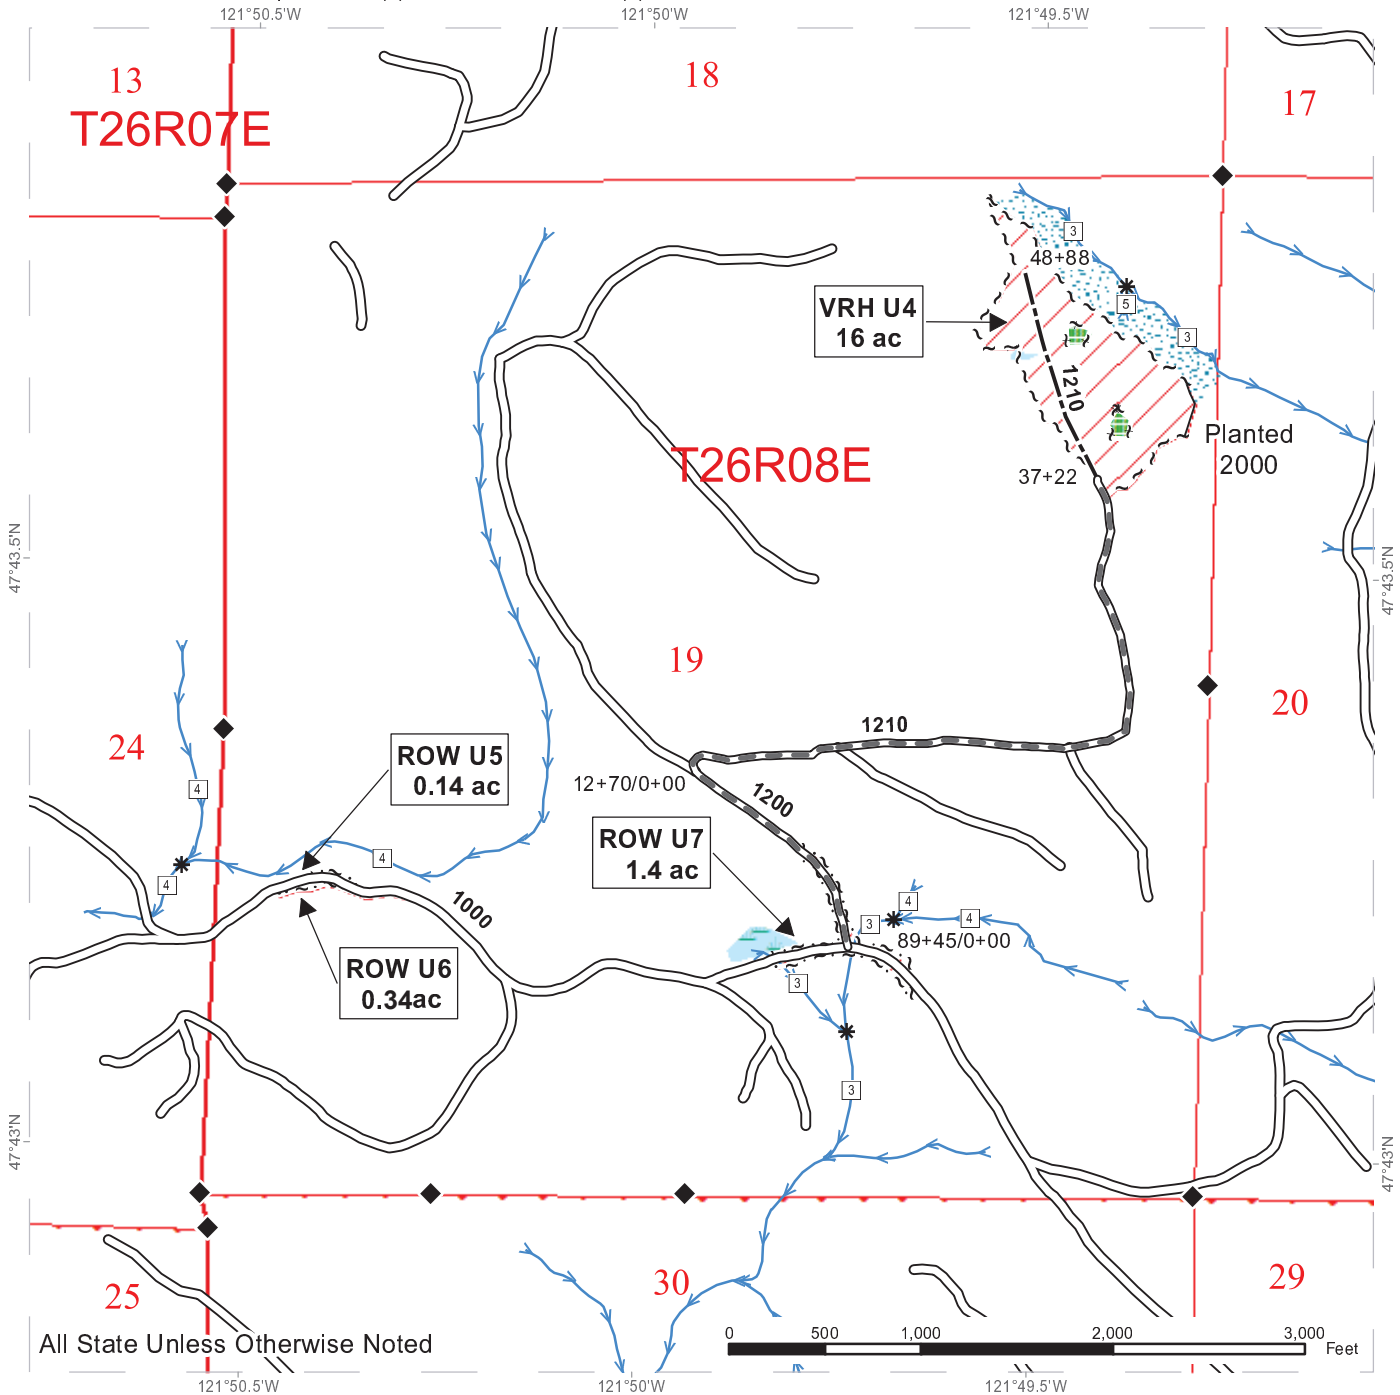 121°50.5'W
121°50'W
121°49.5'W
13
18
17
T26R07E
3
48+88
5
VRH U4
16 ac
3
1210
Planted
2000
T26R08E
37+22
47°43.5'N
47°43.5'N
19
20
24
1210
ROW U5
0.14 ac
12+70/0+00
1200
4
ROW U7
1.4 ac
4
4
4
3
4
1000
89+45/0+00
ROW U6
0.34ac
3
3
47°43'N
47°43'N
25
30
29
All State Unless Otherwise Noted
0 500 1,000 2,000 3,000
Feet
121°50.5'W
121°50'W
121°49.5'W